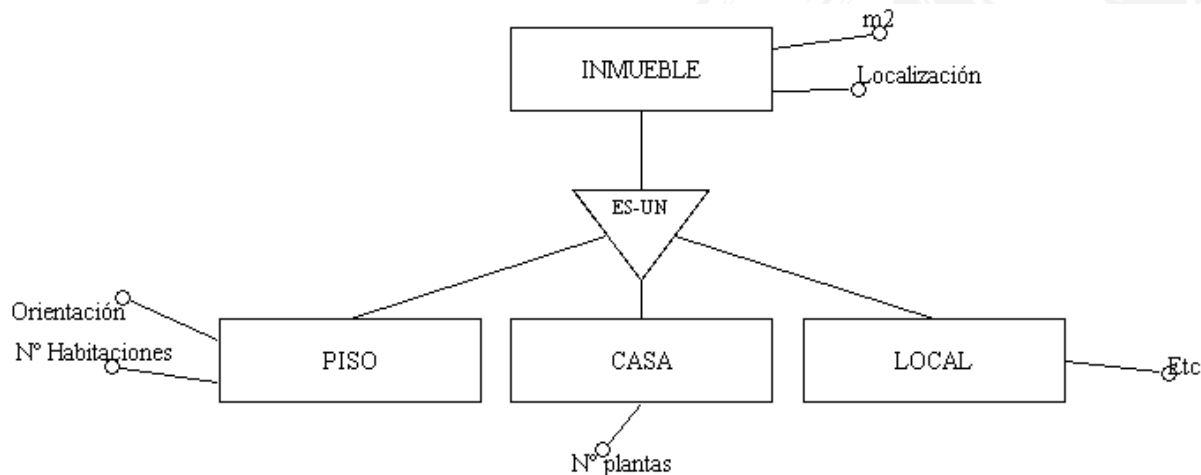 m2
INMUEBLE
Localización
ES-UN
Orientación
Nº Habitaciones
PISO
CASA
LOCAL
Etc
Nº plantas